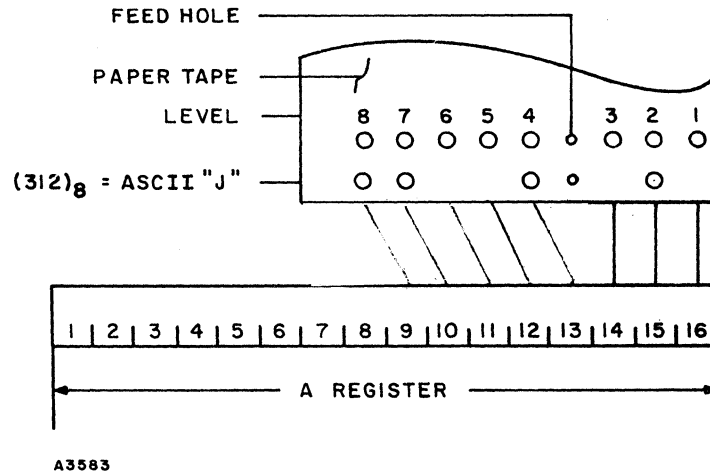 FEED HOLE
PAPER TAPE
LEVEL 8 7 6 5 4 3 2 1
(312)8 = ASCII "J"
1 2 3 4 5 6 7 8 9 10 11 12 13 14 15 16
A REGISTER
A3583